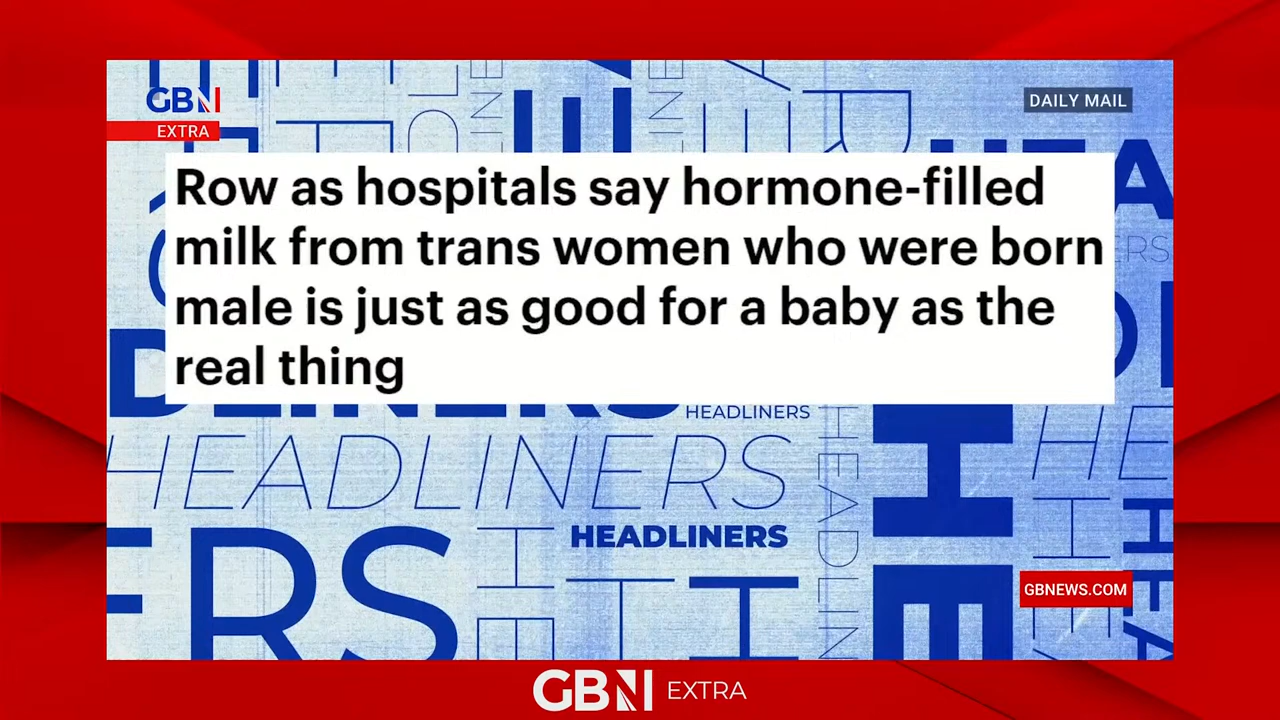 GBN
EXTRA
DAILY MAIL
Row as hospitals say hormone-filled
milk from trans women who were born
male is just as good for a baby as the
real thing
HEADLINERS
HEADLINERS
HEADLINERS
GBNEWS.COM
GBN EXTRA